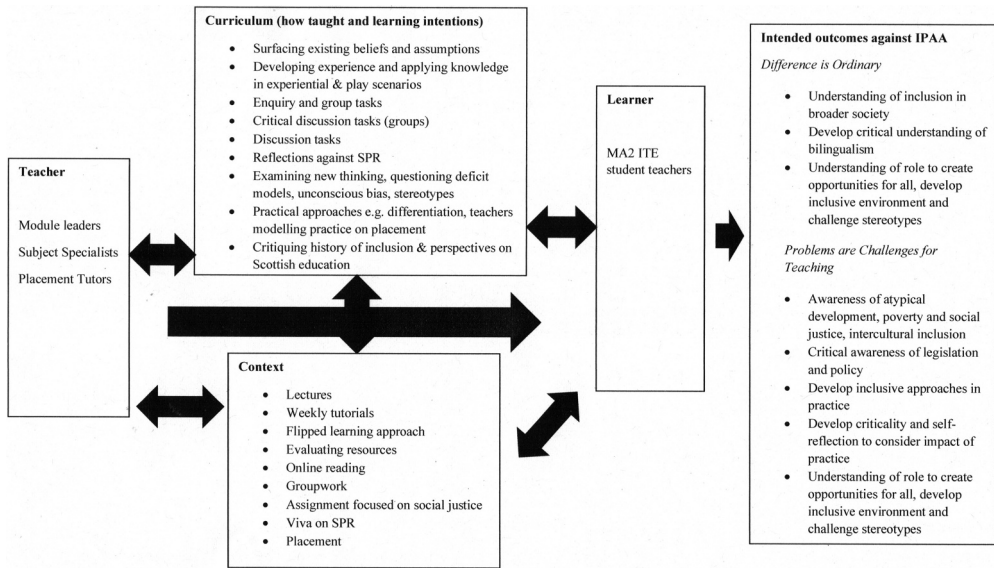 Teacher
Module leaders
Subject Specialists
Placement Tutors
Curriculum (how taught and learning intentions)
• Surfacing existing beliefs and assumptions
• Developing experience and applying knowledge
in experiential & play scenarios
• Enquiry and group tasks
• Critical discussion tasks (groups)
• Discussion tasks
• Reflections against SPR
• Examining new thinking, questioning deficit
models, unconscious bias, stereotypes
• Practical approaches e.g. differentiation, teachers
modelling practice on placement
• Critiquing history of inclusion & perspectives on
Scottish education
Context
• Lectures
• Weekly tutorials
• Flipped learning approach
• Evaluating resources
• Online reading
• Groupwork
• Assignment focused on social justice
• Viva on SPR
• Placement
Learner
MA2 ITE
student teachers
Intended outcomes against IPAA
Difference is Ordinary
• Understanding of inclusion in
broader society
• Develop critical understanding of
bilingualism
• Understanding of role to create
opportunities for all, develop
inclusive environment and
challenge stereotypes
Problems are Challenges for
Teaching
• Awareness of atypical
development, poverty and social
justice, intercultural inclusion
• Critical awareness of legislation
and policy
• Develop inclusive approaches in
practice
• Develop criticality and self-
reflection to consider impact of
practice
• Understanding of role to create
opportunities for all, develop
inclusive environment and
challenge stereotypes